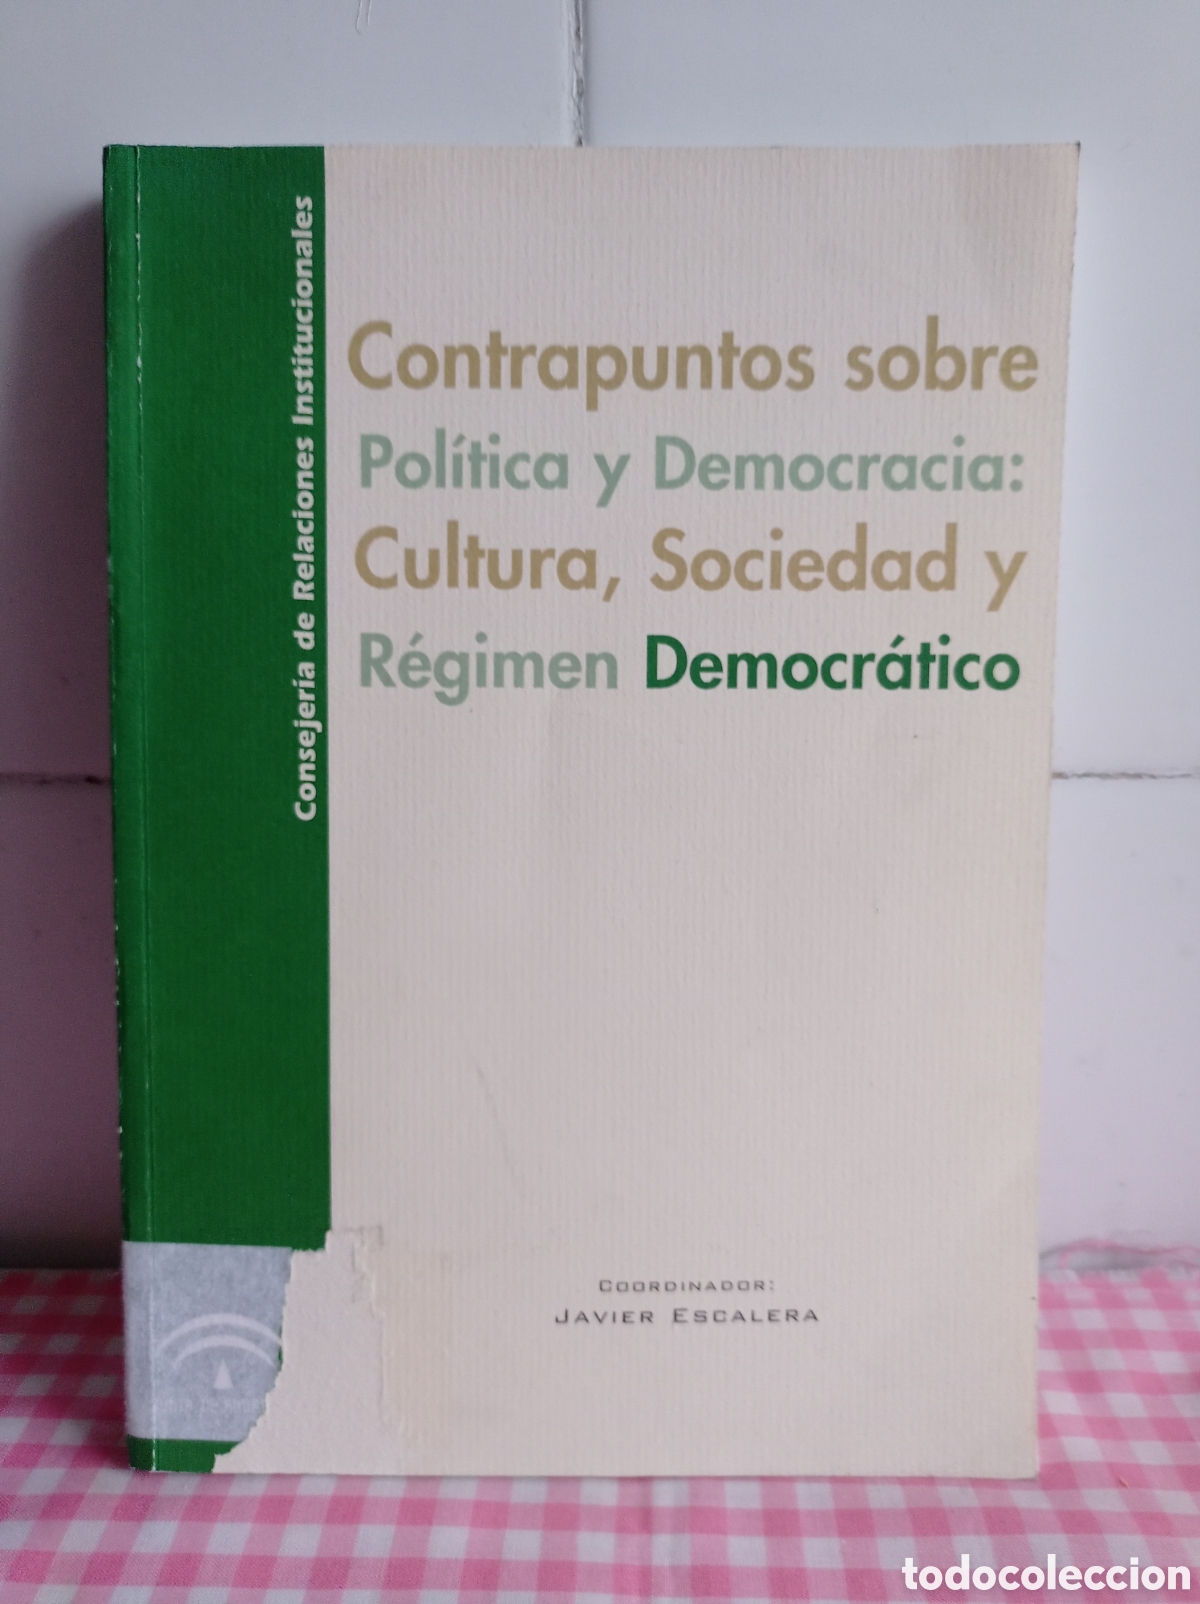 Consejería de Relaciones Institucionales
Contrapuntos sobre
Política y Democracia:
Cultura, Sociedad y
Régimen Democrático
COORDINADOR:
JAVIER ESCALERA
todocoleccion